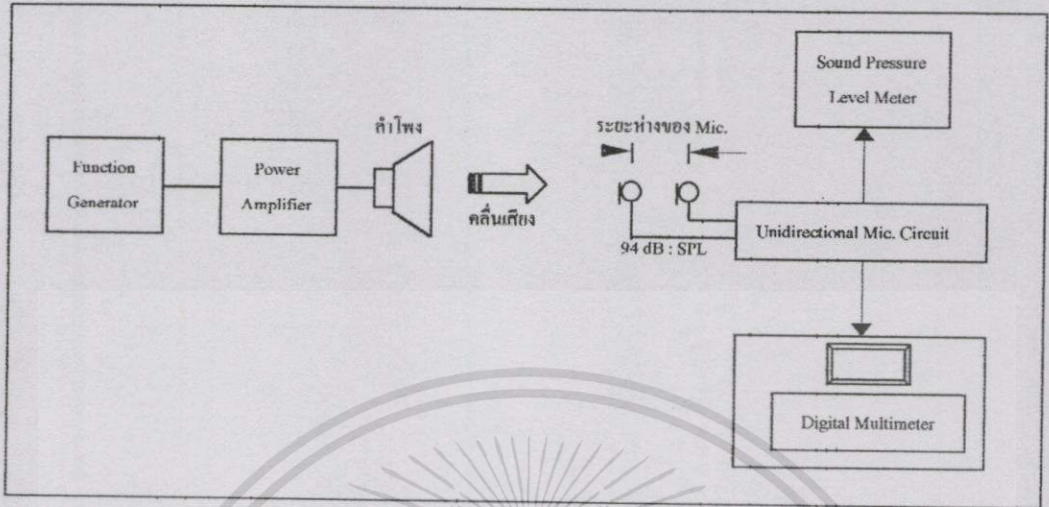 Function
Generator
Power
Amplifier
ลำโพง
คลื่นเสียง
ระยะห่างของ Mic.
94 dB : SPL
Sound Pressure
Level Meter
Unidirectional Mic. Circuit
Digital Multimeter